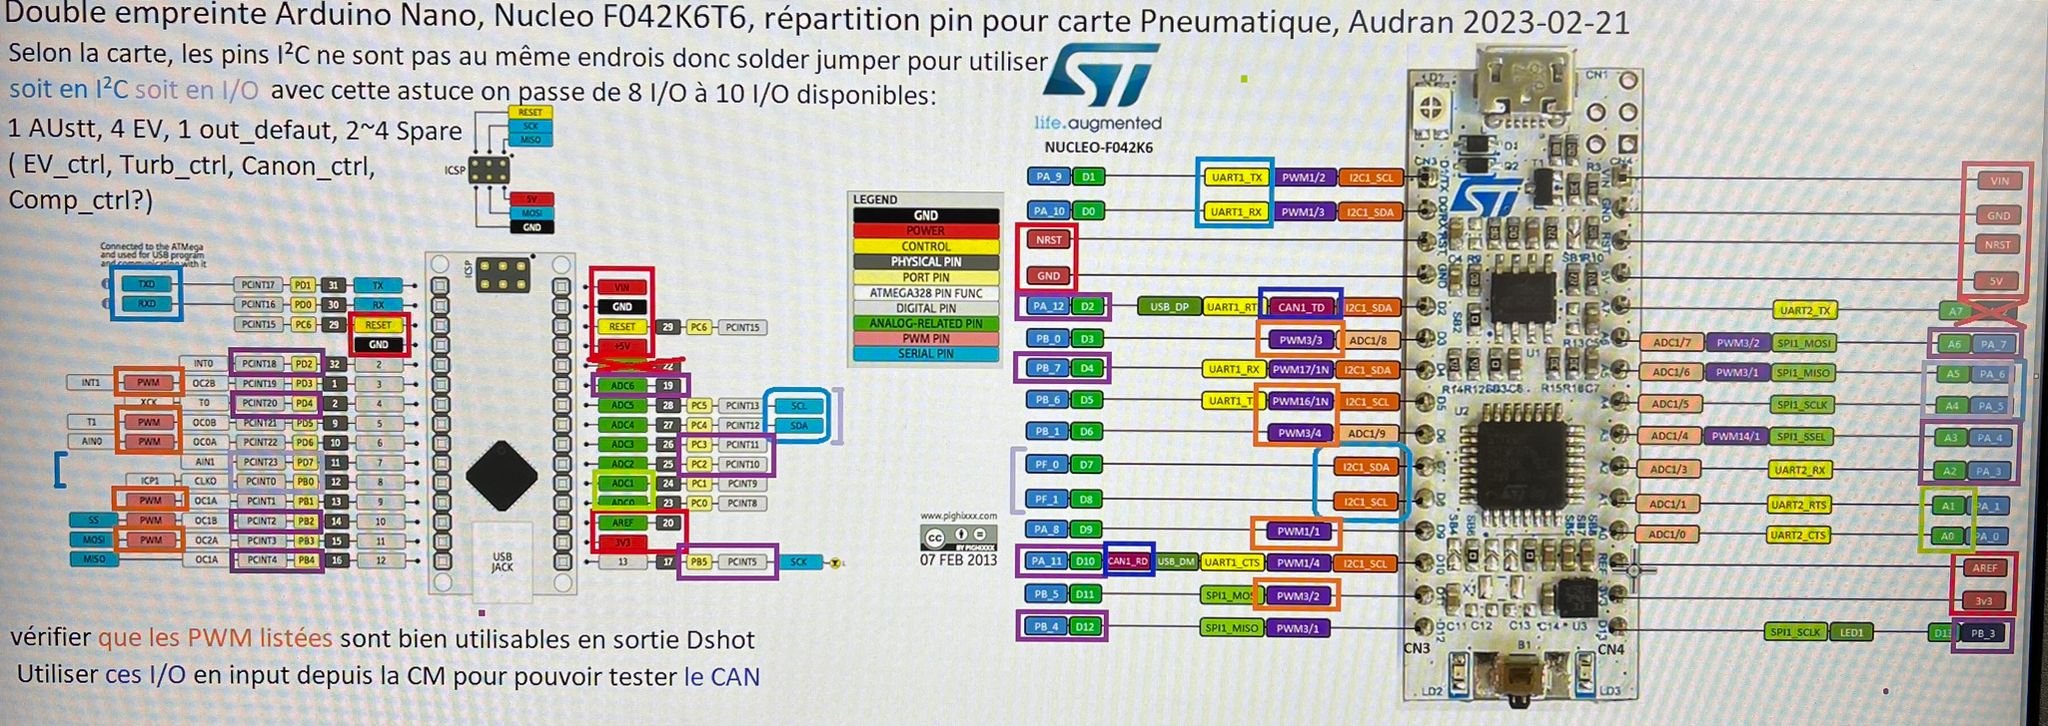 Double empreinte Arduino Nano, Nucleo F042K6T6, répartition pin pour carte Pneumatique, Audran 2023-02-21
Selon la carte, les pins I²C ne sont pas au même endrois donc solder jumper pour utiliser
soit en I²C soit en I/O avec cette astuce on passe de 8 I/O à 10 I/O disponibles:
1 AUstt, 4 EV, 1 out_defaut, 2~4 Spare
( EV_ctrl, Turb_ctrl, Canon_ctrl,
Comp_ctrl?)
RESET
SCK
MISO
ICSP
5V
MOSI
GND
Connected to the ATMega
and used for USB program
and communication with it
TXD PCINT17 PD1 31 TX
RXD PCINT16 PD0 30 RX
PCINT15 PC6 29 RESET
GND
INT0 PCINT18 PD2 32 2
INT1 PWM OC2B PCINT19 PD3 1 3
XCK T0 PCINT20 PD4 2 4
T1 PWM OC0B PCINT21 PD5 9 5
AIN0 PWM OC0A PCINT22 PD6 10 6
AIN1 PCINT23 PD7 11 7
ICP1 CLKO PCINT0 PB0 12 8
PWM OC1A PCINT1 PB1 13 9
SS PWM OC1B PCINT2 PB2 14 10
MOSI PWM OC2A PCINT3 PB3 15 11
MISO OC1A PCINT4 PB4 16 12
ICSP
USB
JACK
VIN
GND
RESET 29 PC6 PCINT15
+5V
22
ADC6 19
ADC5 28 PC5 PCINT13 SCL
ADC4 27 PC4 PCINT12 SDA
ADC3 26 PC3 PCINT11
ADC2 25 PC2 PCINT10
ADC1 24 PC1 PCINT9
ADC0 23 PC0 PCINT8
AREF 20
3V3
13 17 PB5 PCINT5 SCK L
LEGEND
GND
POWER
CONTROL
PHYSICAL PIN
PORT PIN
ATMEGA328 PIN FUNC
DIGITAL PIN
ANALOG-RELATED PIN
PWM PIN
SERIAL PIN
www.pighixxx.com
cc
BY PIGHIXXX
07 FEB 2013
ST
life.augmented
NUCLEO-F042K6
PA_9 D1 UART1_TX PWM1/2 I2C1_SCL
PA_10 D0 UART1_RX PWM1/3 I2C1_SDA
NRST
GND
PA_12 D2 USB_DP UART1_RT CAN1_TD I2C1_SDA
PB_0 D3 PWM3/3 ADC1/8
PB_7 D4 UART1_RX PWM17/1N I2C1_SDA
PB_6 D5 UART1_T PWM16/1N I2C1_SCL
PB_1 D6 PWM3/4 ADC1/9
PF_0 D7 I2C1_SDA
PF_1 D8 I2C1_SCL
PA_8 D9 PWM1/1
PA_11 D10 CAN1_RD USB_DM UART1_CTS PWM1/4 I2C1_SCL
PB_5 D11 SPI1_MOS PWM3/2
PB_4 D12 SPI1_MISO PWM3/1
CN1
CN3
CN4
ST
U1
U2
U3
B1
LD2
LD3
VIN
GND
NRST
5V
UART2_TX A7
ADC1/7 PWM3/2 SPI1_MOSI A6 PA_7
ADC1/6 PWM3/1 SPI1_MISO A5 PA_6
ADC1/5 SPI1_SCLK A4 PA_5
ADC1/4 PWM14/1 SPI1_SSEL A3 PA_4
ADC1/3 UART2_RX A2 PA_3
ADC1/1 UART2_RTS A1 PA_1
ADC1/0 UART2_CTS A0 PA_0
AREF
3v3
SPI1_SCLK LED1 D13 PB_3
vérifier que les PWM listées sont bien utilisables en sortie Dshot
Utiliser ces I/O en input depuis la CM pour pouvoir tester le CAN